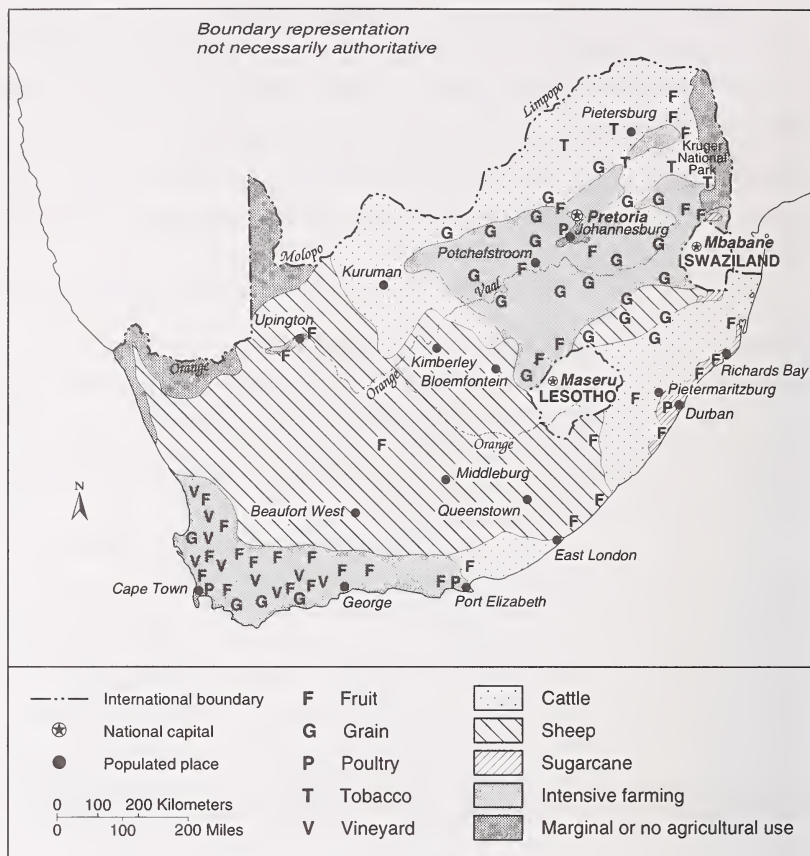 Boundary representation
not necessarily authoritative
Limpopo
F
Pietersburg
F
T
F
T
Kruger
National
Park
G
T
T
T
G
F
G
G
F
F
Pretoria
G
G
G
P
Johannesburg
Mbabane
SWAZILAND
Molopo
Potchefstroom
G
F
G
G
Kuruman
G
F
Vaal
G
G
G
G
G
G
Upington
F
G
G
F
F
Orange
Kimberley
F
F
G
Richards Bay
Orange
Bloemfontein
G
Maseru
LESOTHO
F
F
F
Pietermaritzburg
P
Durban
F
Orange
F
F
Middleburg
V
F
Beaufort West
Queenstown
F
N
V
F
F
G
V
East London
V
F
V
F
F
F
F
F
F
F
Cape Town
P
F
V
V
F
V
V
F
P
G
G
G
George
Port Elizabeth
International boundary
F
Fruit
Cattle
National capital
G
Grain
Sheep
Populated place
P
Poultry
Sugarcane
0 100 200 Kilometers
T
Tobacco
Intensive farming
0 100 200 Miles
V
Vineyard
Marginal or no agricultural use